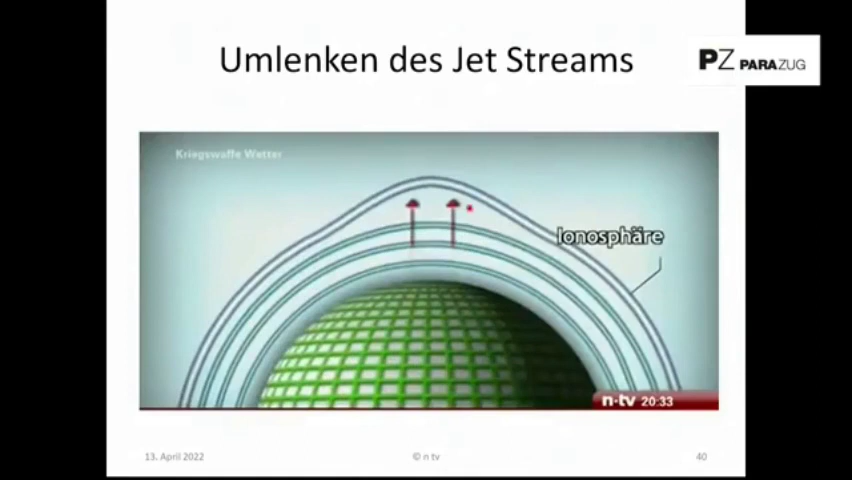 Umlenken des Jet Streams
PZ PARAZUG
Kriegswaffe Wetter
Ionosphäre
n-tv 20:33
13. April 2022
© n tv
40